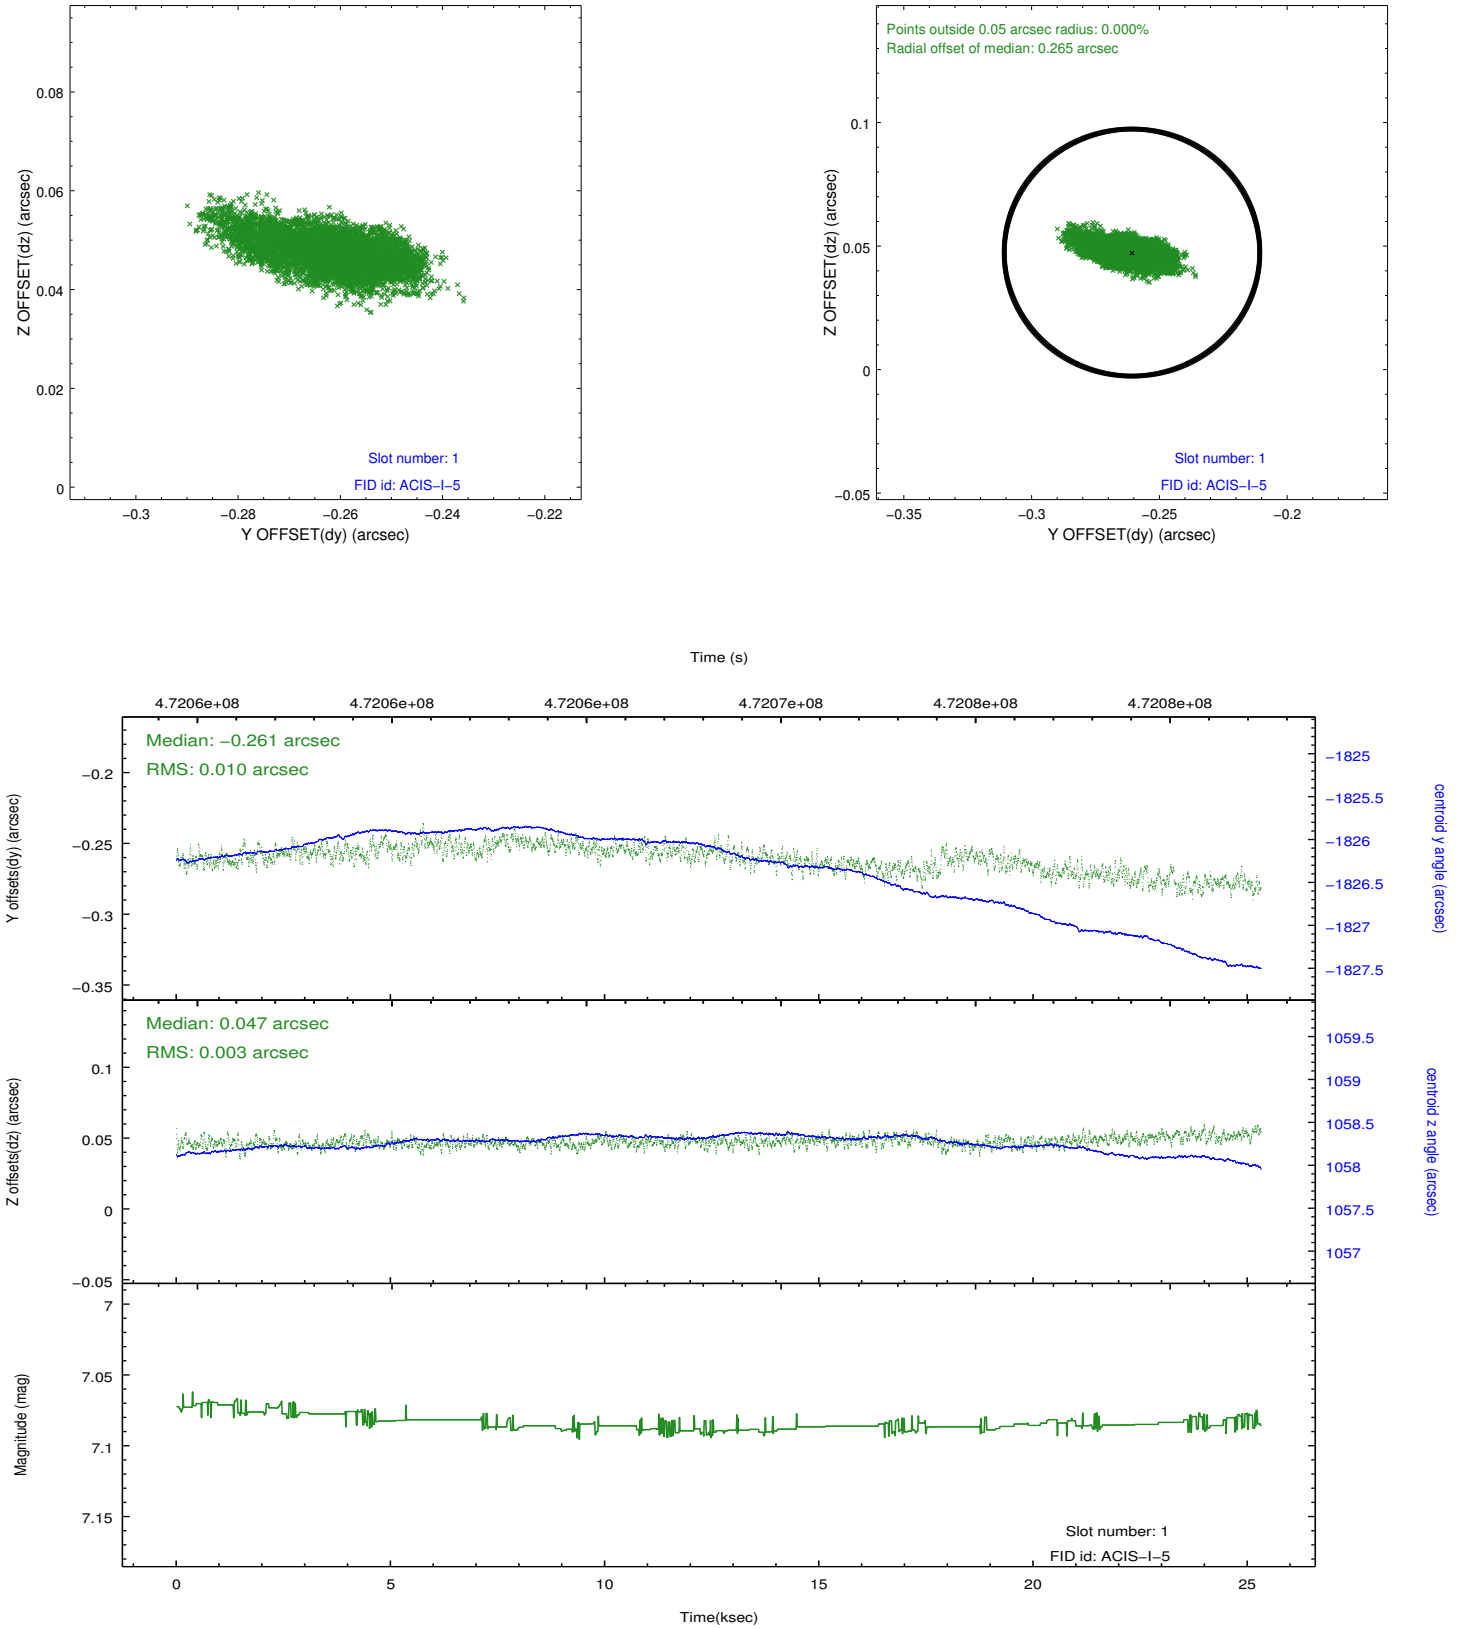 0.08
0.06
0.04
0.02
0
Z OFFSET(dz) (arcsec)
Slot number: 1
FID id: ACIS−I−5
−0.3
−0.28
−0.26
−0.24
−0.22
Y OFFSET(dy) (arcsec)
Points outside 0.05 arcsec radius: 0.000%
Radial offset of median: 0.265 arcsec
0.1
0.05
0
−0.05
Z OFFSET(dz) (arcsec)
Slot number: 1
FID id: ACIS−I−5
−0.35
−0.3
−0.25
−0.2
Y OFFSET(dy) (arcsec)
Time (s)
4.7206e+08
4.7206e+08
4.7206e+08
4.7207e+08
4.7208e+08
4.7208e+08
Median: −0.261 arcsec
RMS: 0.010 arcsec
−0.2
−0.25
−0.3
−0.35
Y offsets(dy) (arcsec)
−1825
−1825.5
−1826
−1826.5
−1827
−1827.5
centroid y angle (arcsec)
Median: 0.047 arcsec
RMS: 0.003 arcsec
0.1
0.05
0
−0.05
Z offsets(dz) (arcsec)
1059.5
1059
1058.5
1058
1057.5
1057
centroid z angle (arcsec)
7
7.05
7.1
7.15
Magnitude (mag)
Slot number: 1
FID id: ACIS−I−5
0
5
10
15
20
25
Time(ksec)